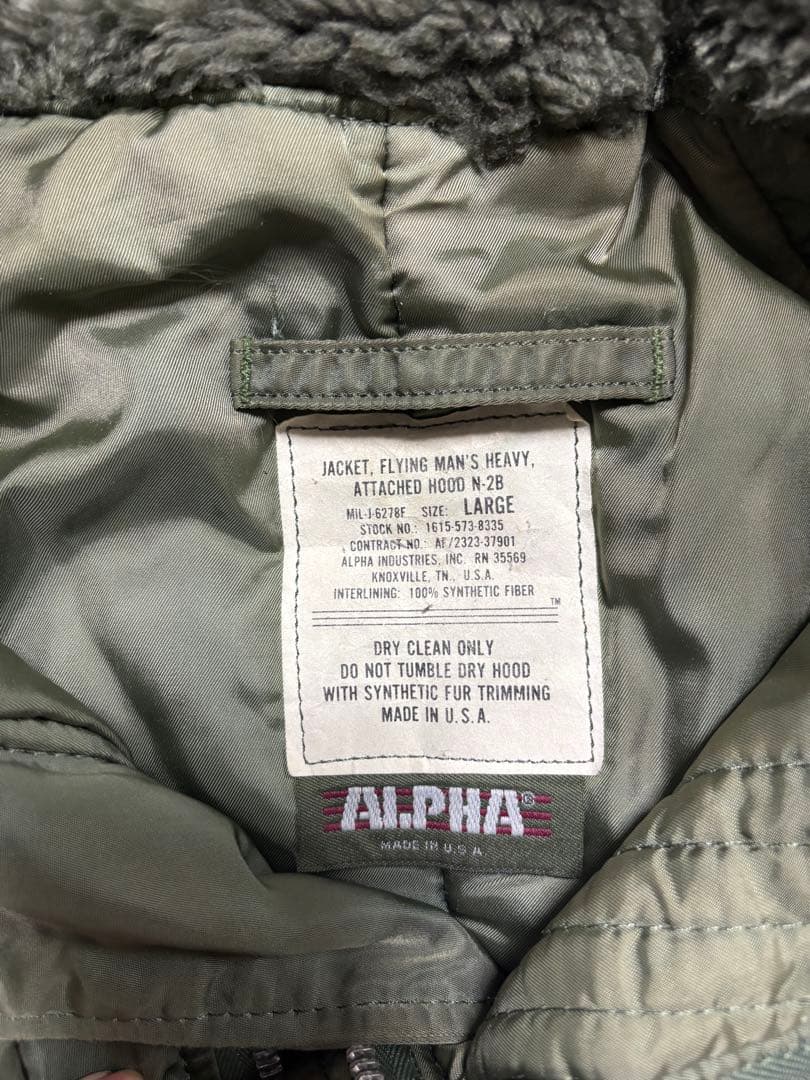 JACKET, FLYING MAN'S HEAVY,
ATTACHED HOOD N-2B
MIL-J-6278F SIZE: LARGE
STOCK NO.: 1615-573-8335
CONTRACT NO.: AF/2323-37901
ALPHA INDUSTRIES, INC. RN 35569
KNOXVILLE, TN., U.S.A.
INTERLINING: 100% SYNTHETIC FIBER
TM
DRY CLEAN ONLY
DO NOT TUMBLE DRY HOOD
WITH SYNTHETIC FUR TRIMMING
MADE IN U.S.A.
ALPHA®
MADE IN U.S A